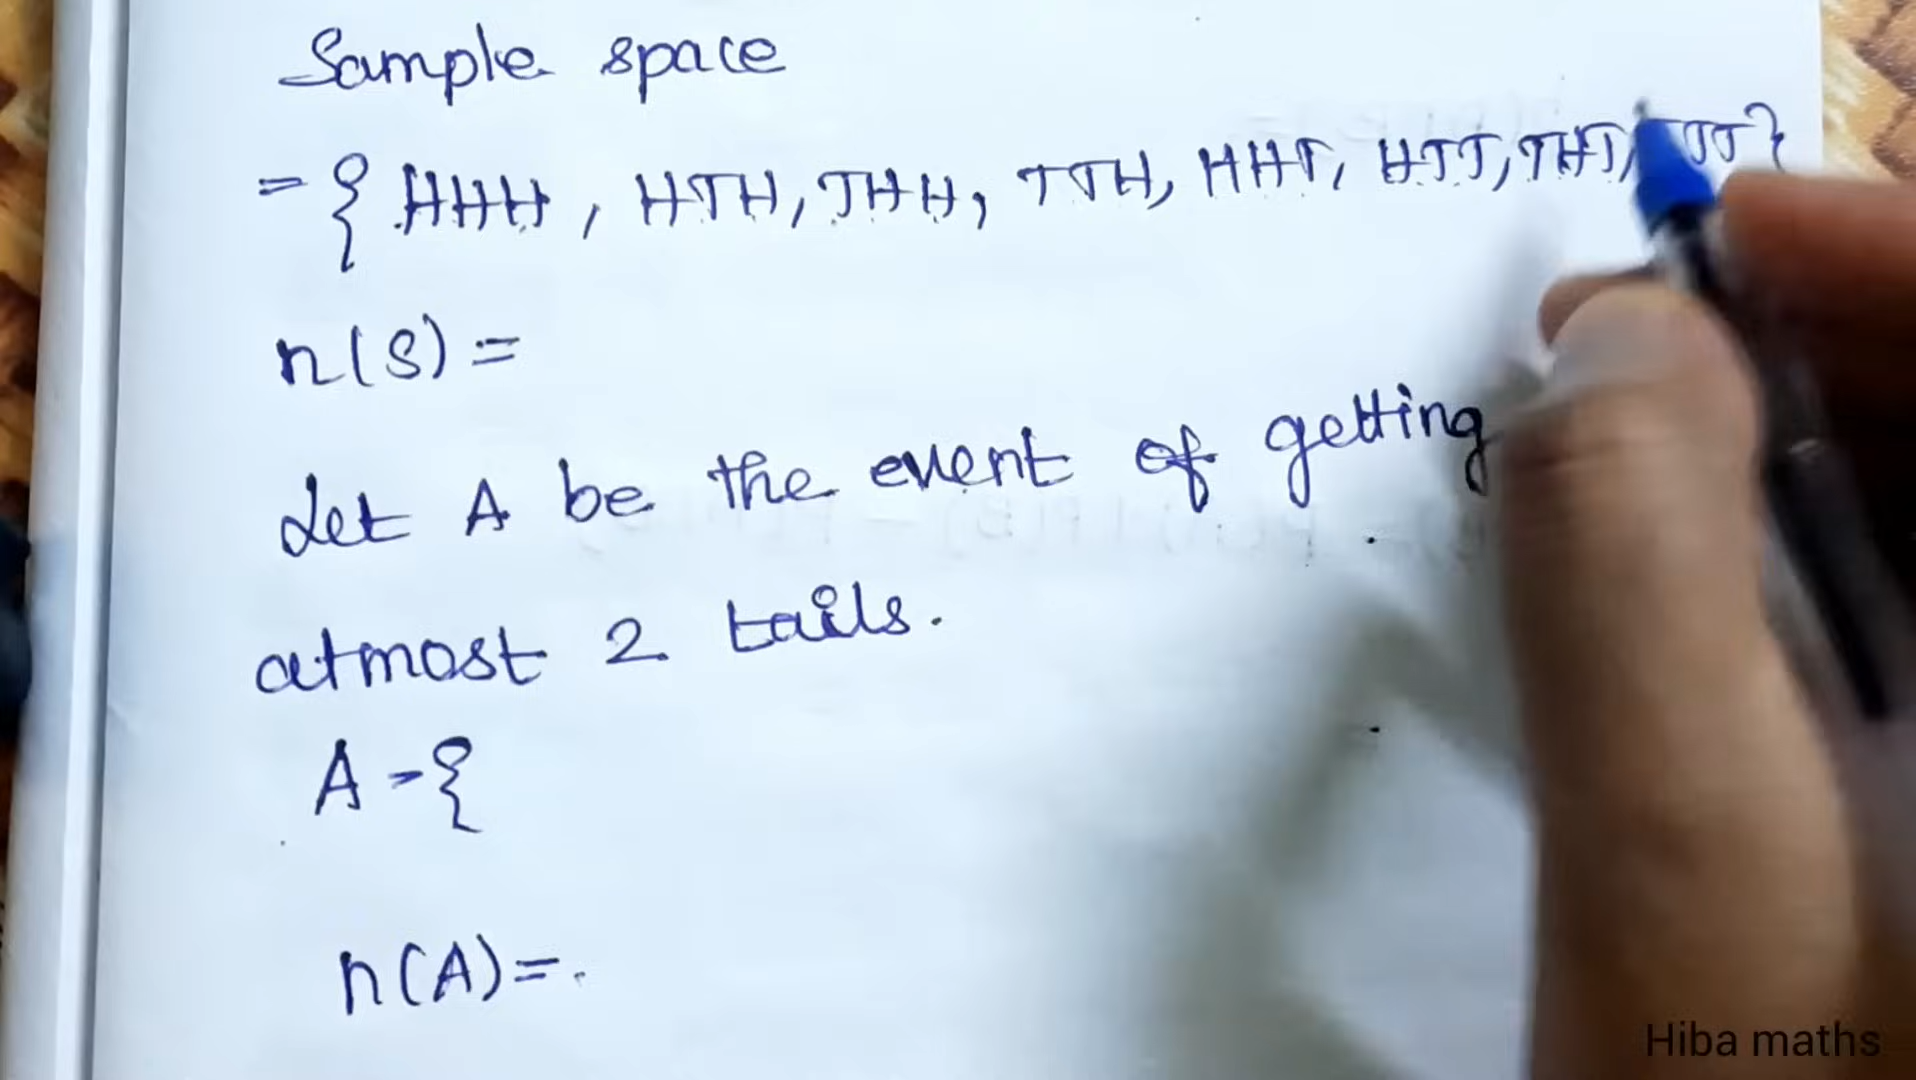 Sample space
= { HHH, HTH, THH, TTH, HHT, HTT, THT, TTT}
n(S) =
Let A be the event of getting
atmost 2 tails.
A = {
n(A) = .
Hiba maths